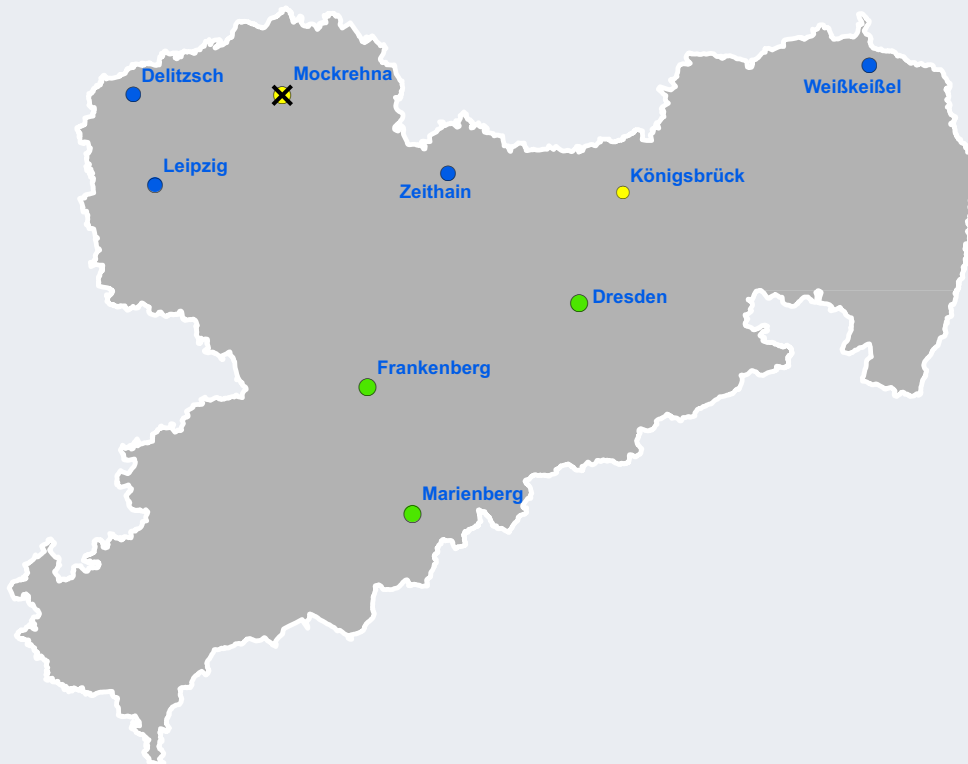 Mockrehna
Delitzsch
Weißkeißel
Leipzig
Königsbrück
Zeithain
Dresden
Frankenberg
Marienberg